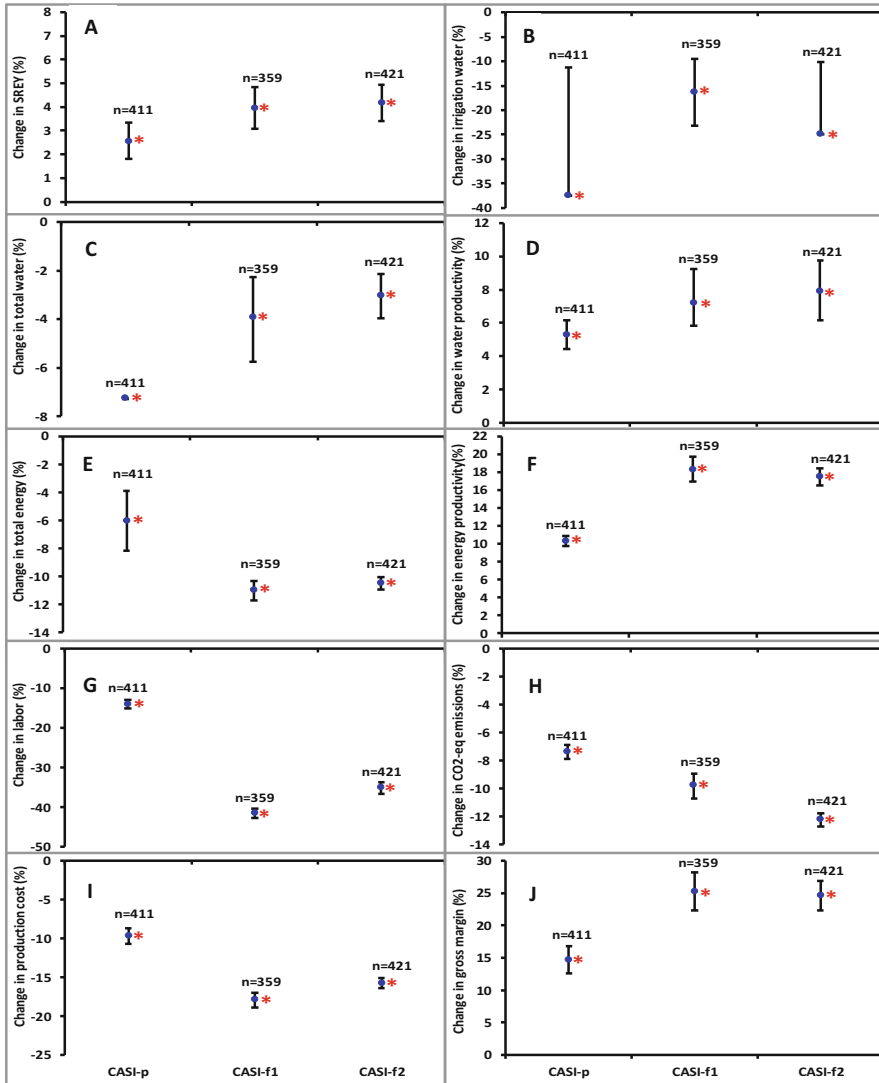 A
Change in SREY (%)
8
7
6
5
4
3
2
1
0
n=411
*
n=359
*
n=421
*
B
Change in irrigation water (%)
0
-5
-10
-15
-20
-25
-30
-35
-40
n=411
*
n=359
*
n=421
*
C
Change in total water (%)
0
-2
-4
-6
-8
n=411
*
n=359
*
n=421
*
D
Change in water productivity (%)
12
10
8
6
4
2
0
n=411
*
n=359
*
n=421
*
E
Change in total energy (%)
0
-2
-4
-6
-8
-10
-12
-14
n=411
*
n=359
*
n=421
*
F
Change in energy productivity(%)
22
20
18
16
14
12
10
8
6
4
2
0
n=411
*
n=359
*
n=421
*
G
Change in labor (%)
0
-10
-20
-30
-40
-50
n=411
*
n=359
*
n=421
*
H
Change in CO2-eq emissions (%)
0
-2
-4
-6
-8
-10
-12
-14
n=411
*
n=359
*
n=421
*
I
Change in production cost (%)
0
-5
-10
-15
-20
-25
n=411
*
n=359
*
n=421
*
CASI-p
CASI-f1
CASI-f2
J
Change in gross margin (%)
30
25
20
15
10
5
0
n=411
*
n=359
*
n=421
*
CASI-p
CASI-f1
CASI-f2